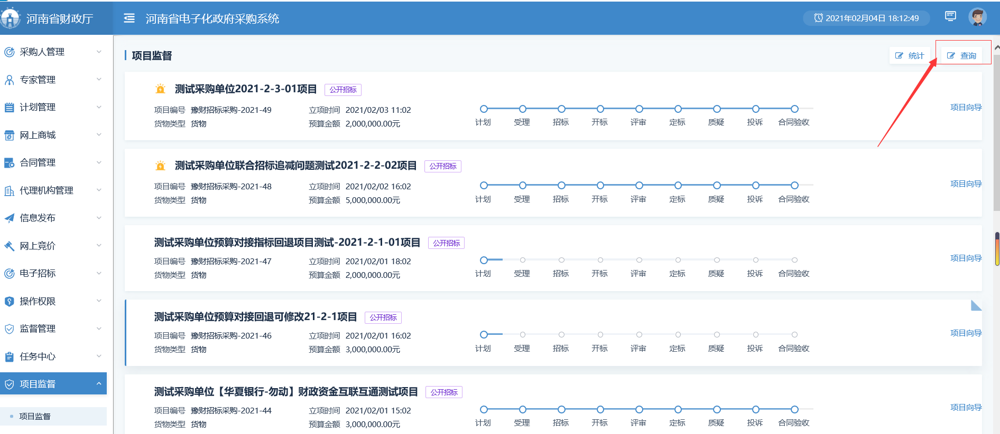 河南省财政厅
河南省电子化政府采购系统
2021年02月04日 18:12:49
采购人管理
专家管理
计划管理
网上商城
合同管理
代理机构管理
信息发布
网上竞价
电子招标
操作权限
监督管理
任务中心
项目监督
项目监督
项目监督
统计
查询
测试采购单位2021-2-3-01项目 公开招标
项目编号 豫财招标采购-2021-49 立项时间 2021/02/03 11:02
货物类型 货物 预算金额 2,000,000.00元
计划 受理 招标 开标 评审 定标 质疑 投诉 合同验收
项目向导
测试采购单位联合招标追减问题测试2021-2-2-02项目 公开招标
项目编号 豫财招标采购-2021-48 立项时间 2021/02/02 16:02
货物类型 货物 预算金额 5,000,000.00元
计划 受理 招标 开标 评审 定标 质疑 投诉 合同验收
项目向导
测试采购单位预算对接指标回退项目测试-2021-2-1-01项目 公开招标
项目编号 豫财招标采购-2021-47 立项时间 2021/02/01 18:02
货物类型 货物 预算金额 2,000,000.00元
计划 受理 招标 开标 评审 定标 质疑 投诉 合同验收
项目向导
测试采购单位预算对接回退可修改21-2-1项目 公开招标
项目编号 豫财招标采购-2021-46 立项时间 2021/02/01 16:02
货物类型 货物 预算金额 3,000,000.00元
计划 受理 招标 开标 评审 定标 质疑 投诉 合同验收
项目向导
测试采购单位【华夏银行-勿动】财政资金互联互通测试项目 公开招标
项目编号 豫财招标采购-2021-44 立项时间 2021/02/01 15:02
货物类型 货物 预算金额 3,000,000.00元
计划 受理 招标 开标 评审 定标 质疑 投诉 合同验收
项目向导